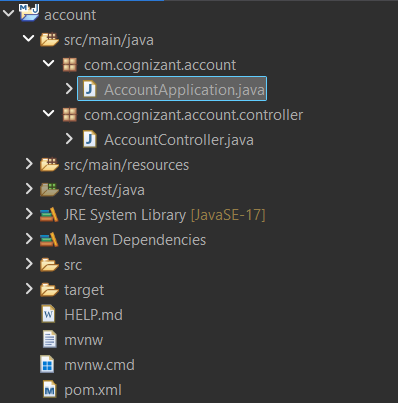 account
src/main/java
com.cognizant.account
AccountApplication.java
com.cognizant.account.controller
AccountController.java
src/main/resources
src/test/java
JRE System Library [JavaSE-17]
Maven Dependencies
src
target
HELP.md
mvnw
mvnw.cmd
pom.xml